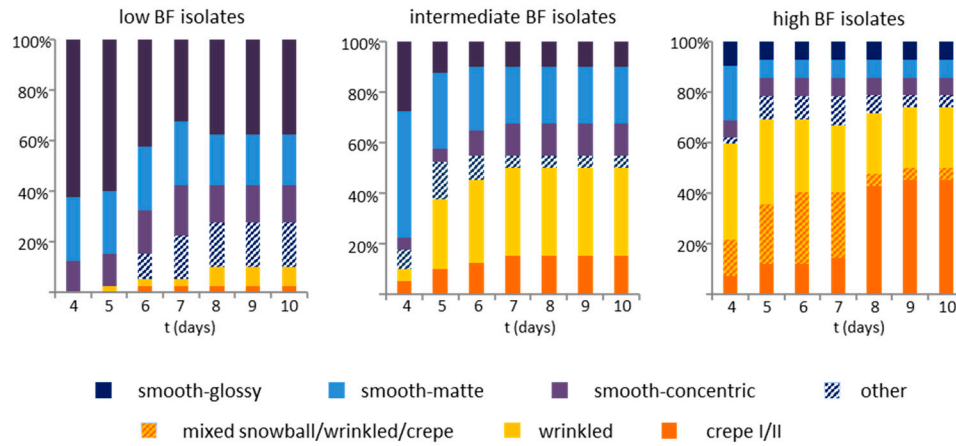 low BF isolates
intermediate BF isolates
high BF isolates
100%
80%
60%
40%
20%
4 5 6 7 8 9 10
t (days)
100%
80%
60%
40%
20%
4 5 6 7 8 9 10
t (days)
100%
80%
60%
40%
20%
4 5 6 7 8 9 10
t (days)
smooth-glossy smooth-matte smooth-concentric other
mixed snowball/wrinkled/crepe wrinkled crepe I/II